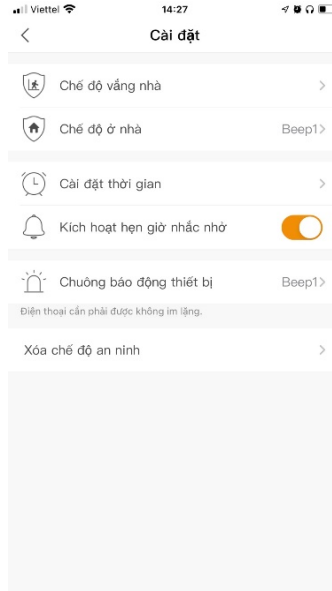 Viettel 14:27
Cài đặt
Chế độ vắng nhà
Chế độ ở nhà Beep1
Cài đặt thời gian
Kích hoạt hẹn giờ nhắc nhở
Chuông báo động thiết bị Beep1
Điện thoại cần phải được không im lặng.
Xóa chế độ an ninh